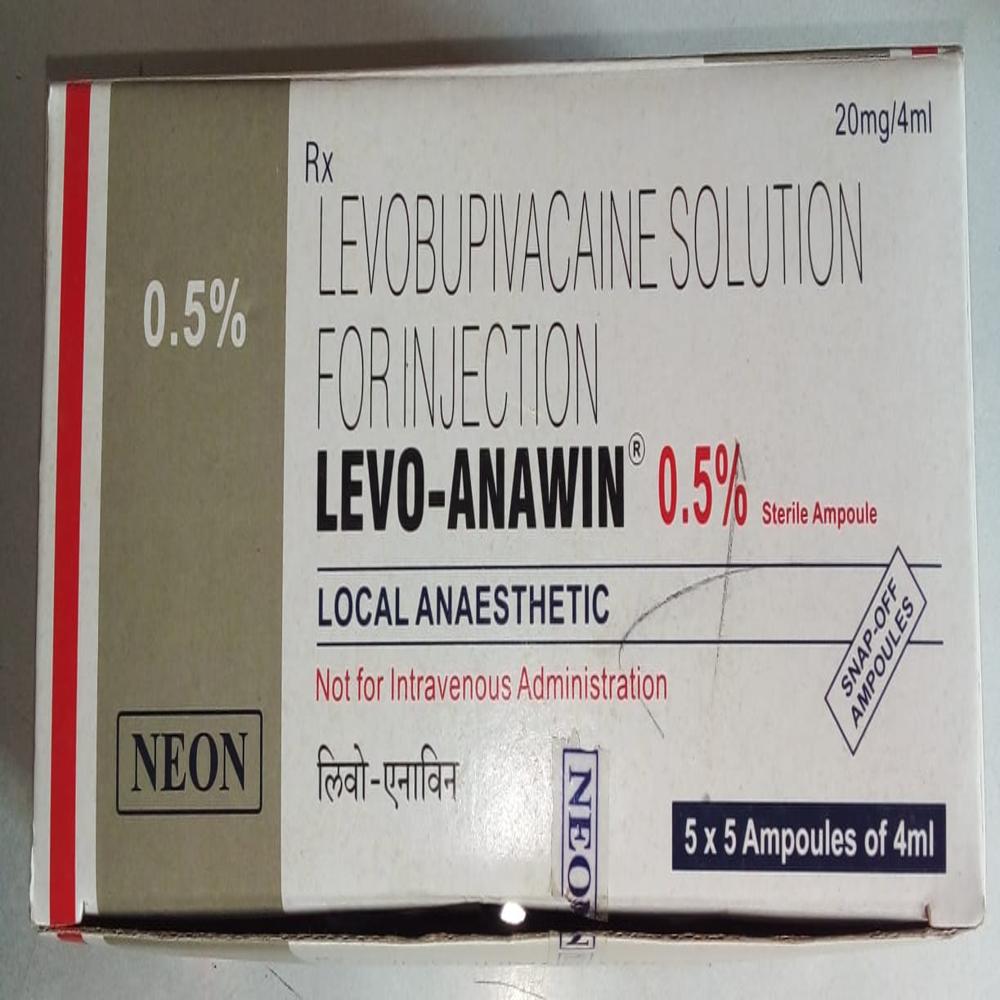 20mg/4ml
Rx
LEVOBUPIVACAINE SOLUTION
FOR INJECTION
0.5%
LEVO-ANAWIN® 0.5% Sterile Ampoule
LOCAL ANAESTHETIC
SNAP-OFF
AMPOULES
Not for Intravenous Administration
NEON
लिवो-एनाविन
NEON
5 x 5 Ampoules of 4ml